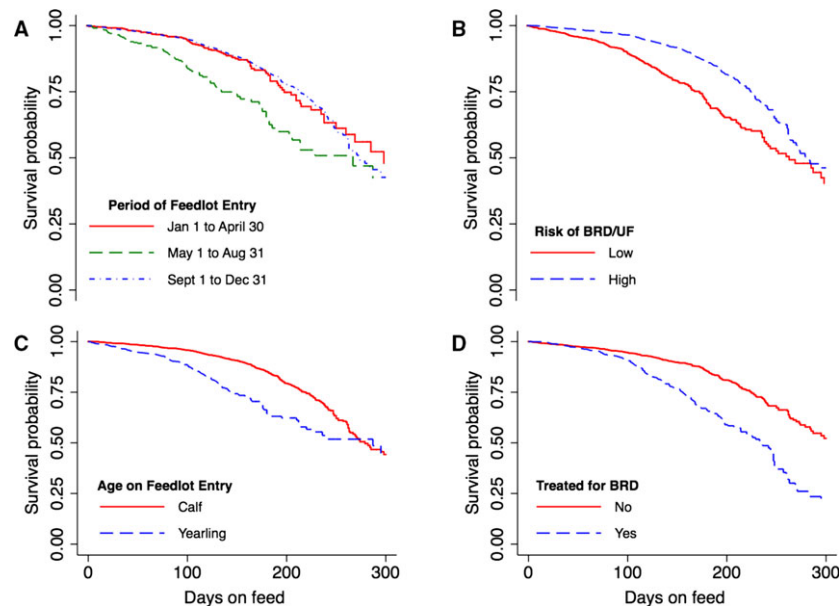 A
Survival probability
1.00
0.75
0.50
0.25
0.00
Period of Feedlot Entry
Jan 1 to April 30
May 1 to Aug 31
Sept 1 to Dec 31
B
Survival probability
1.00
0.75
0.50
0.25
0.00
Risk of BRD/UF
Low
High
C
Survival probability
1.00
0.75
0.50
0.25
0.00
Age on Feedlot Entry
Calf
Yearling
0 100 200 300
Days on feed
D
Survival probability
1.00
0.75
0.50
0.25
0.00
Treated for BRD
No
Yes
0 100 200 300
Days on feed